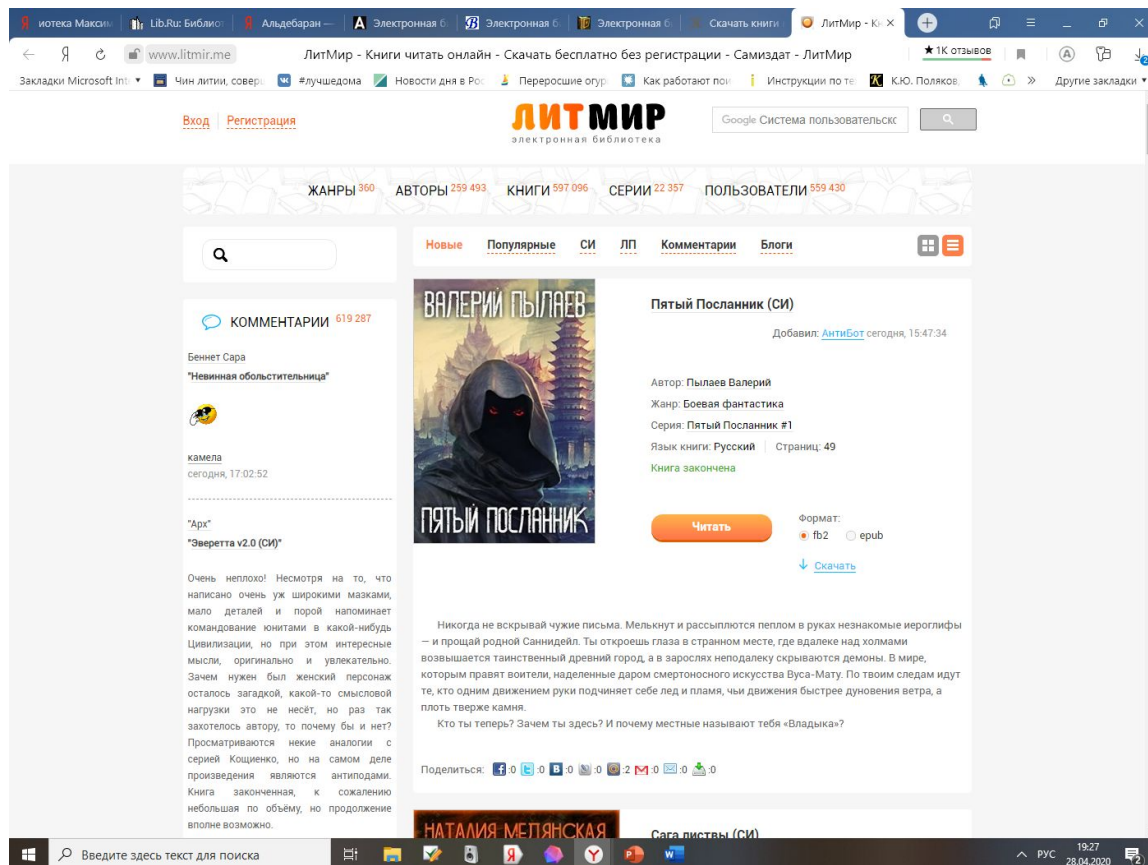 иотека Максим
Lib.Ru: Библиот
Альдебаран —
Электронная б
Электронная б
Электронная б
Скачать книги
ЛитМир - Кн
www.litmir.me
ЛитМир - Книги читать онлайн - Скачать бесплатно без регистрации - Самиздат - ЛитМир
★ 1К отзывов
Закладки Microsoft Int
Чин литии, совер
#лучшедома
Новости дня в Рос
Переросшие огур
Как работают пои
Инструкции по те
К.Ю. Поляков,
Другие закладки
Вход
Регистрация
ЛИТМИР
электронная библиотека
Google Система пользовательск
ЖАНРЫ 360 АВТОРЫ 259 493 КНИГИ 597 096 СЕРИИ 22 357 ПОЛЬЗОВАТЕЛИ 559 430
Новые Популярные СИ ЛП Комментарии Блоги
КОММЕНТАРИИ 619 287
Беннет Сара
"Невинная обольстительница"
камела
сегодня, 17:02:52
"Арх"
"Эверетта v2.0 (СИ)"
Очень неплохо! Несмотря на то, что
написано очень уж широкими мазками,
мало деталей и порой напоминает
командование юнитами в какой-нибудь
Цивилизации, но при этом интересные
мысли, оригинально и увлекательно.
Зачем нужен был женский персонаж
осталось загадкой, какой-то смысловой
нагрузки это не несёт, но раз так
захотелось автору, то почему бы и нет?
Просматриваются некие аналогии с
серией Кощиенко, но на самом деле
произведения являются антиподами.
Книга законченная, к сожалению
небольшая по объёму, но продолжение
вполне возможно.
ВАЛЕРИЙ ПЫЛАЕВ
ПЯТЫЙ ПОСЛАННИК
Пятый Посланник (СИ)
Добавил: АнтиБот сегодня, 15:47:34
Автор: Пылаев Валерий
Жанр: Боевая фантастика
Серия: Пятый Посланник #1
Язык книги: Русский Страниц: 49
Книга закончена
Читать
Формат:
fb2 epub
Скачать
Никогда не вскрывай чужие письма. Мелькнут и рассыплются пеплом в руках незнакомые иероглифы
— и прощай родной Саннидейл. Ты откроешь глаза в странном месте, где вдалеке над холмами
возвышается таинственный древний город, а в зарослях неподалеку скрываются демоны. В мире,
которым правят воители, наделенные даром смертоносного искусства Вуса-Мату. По твоим следам идут
те, кто одним движением руки подчиняет себе лед и пламя, чьи движения быстрее дуновения ветра, а
плоть тверже камня.
Кто ты теперь? Зачем ты здесь? И почему местные называют тебя «Владыка»?
Поделиться: :0 :0 :0 :0 :2 :0 :0 :0
НАТАЛИЯ МЕДЯНСКАЯ
Сага листвы (СИ)
Введите здесь текст для поиска
РУС
19:27
28.04.2020